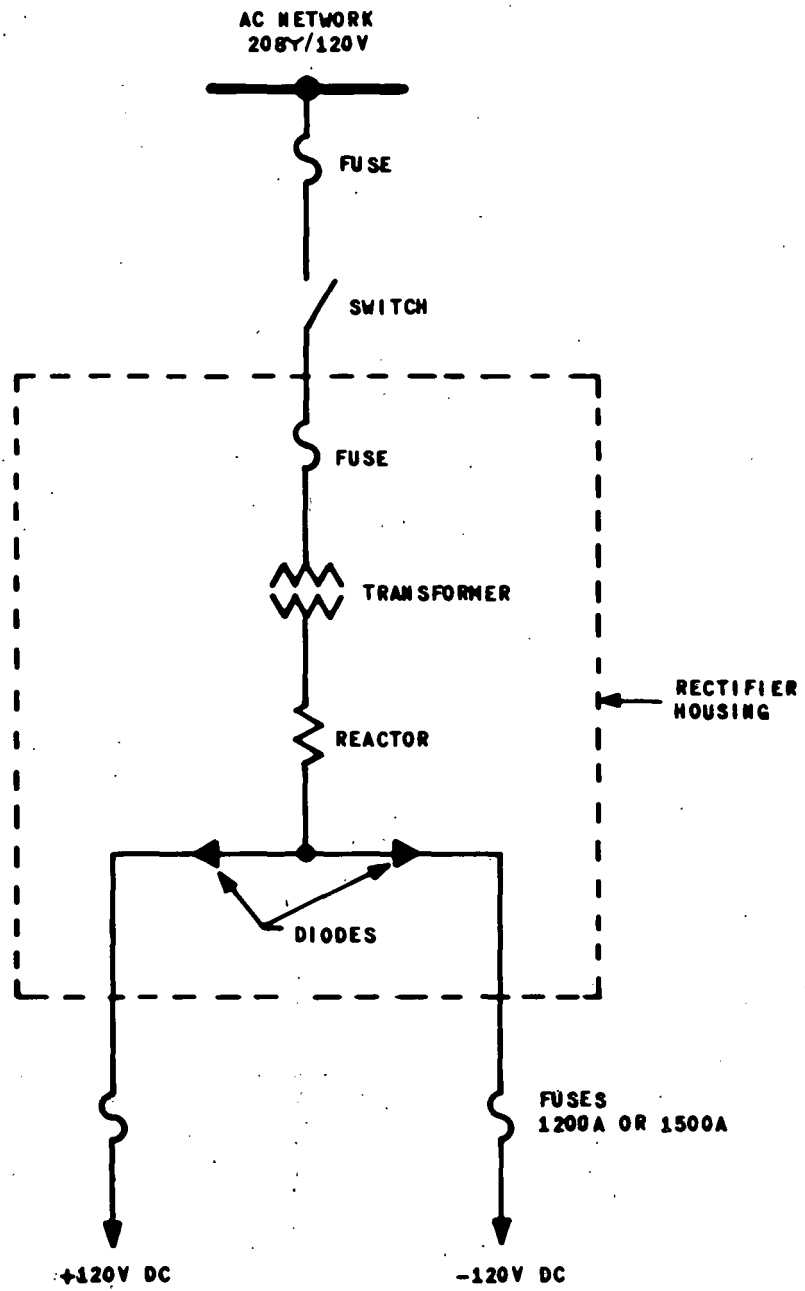 AC NETWORK
208Y/120V
FUSE
SWITCH
FUSE
TRANSFORMER
RECTIFIER
HOUSING
REACTOR
DIODES
FUSES
1200A OR 1500A
+120V DC
-120V DC